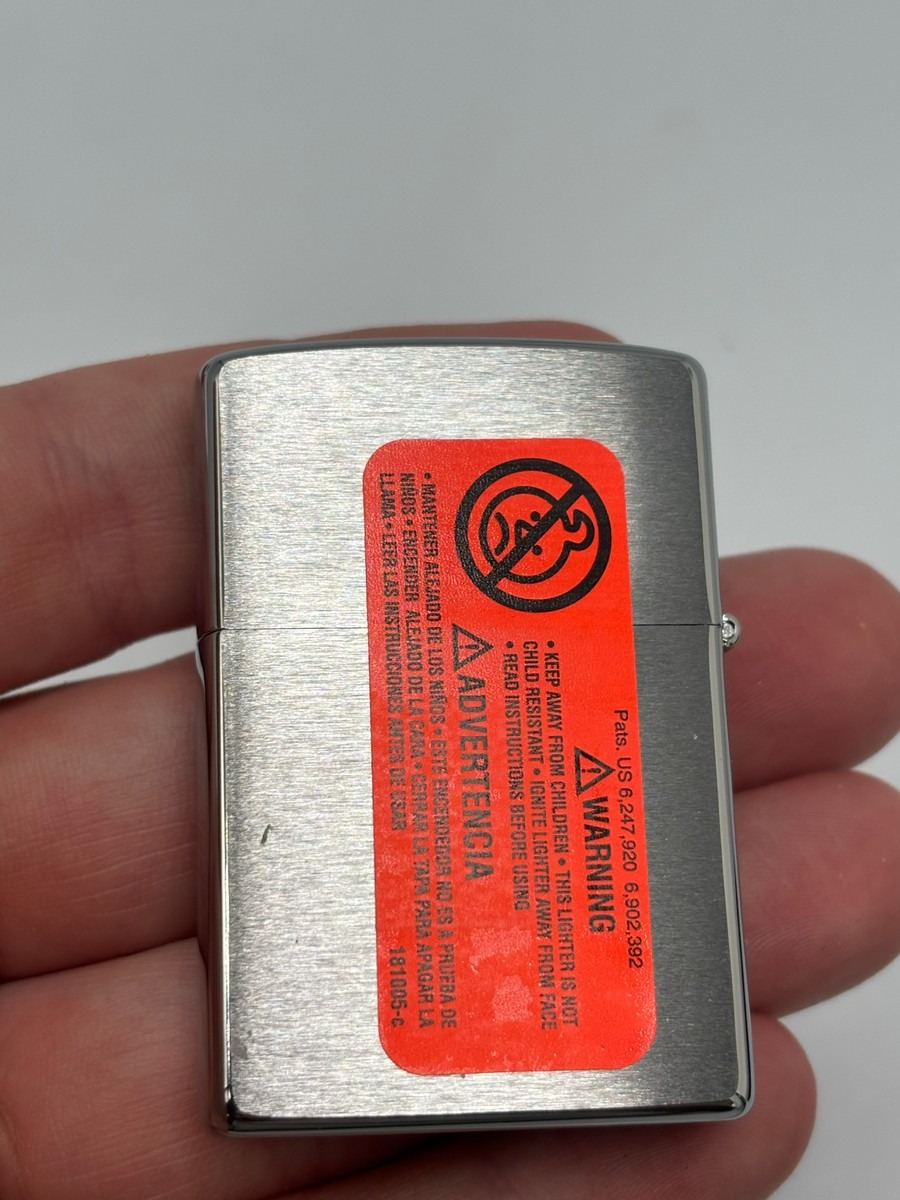 Pats. US 6,247,920 6,902,392
⚠WARNING
• KEEP AWAY FROM CHILDREN • THIS LIGHTER IS NOT
CHILD RESISTANT • IGNITE LIGHTER AWAY FROM FACE
• READ INSTRUCTIONS BEFORE USING
⚠ADVERTENCIA
• MANTENER ALEJADO DE LOS NIÑOS • ESTE ENCENDEDOR NO ES A PRUEBA DE
NIÑOS • ENCENDER ALEJADO DE LA CARA • CERRAR LA TAPA PARA APAGAR LA
LLAMA • LEER LAS INSTRUCCIONES ANTES DE USAR 181005-c